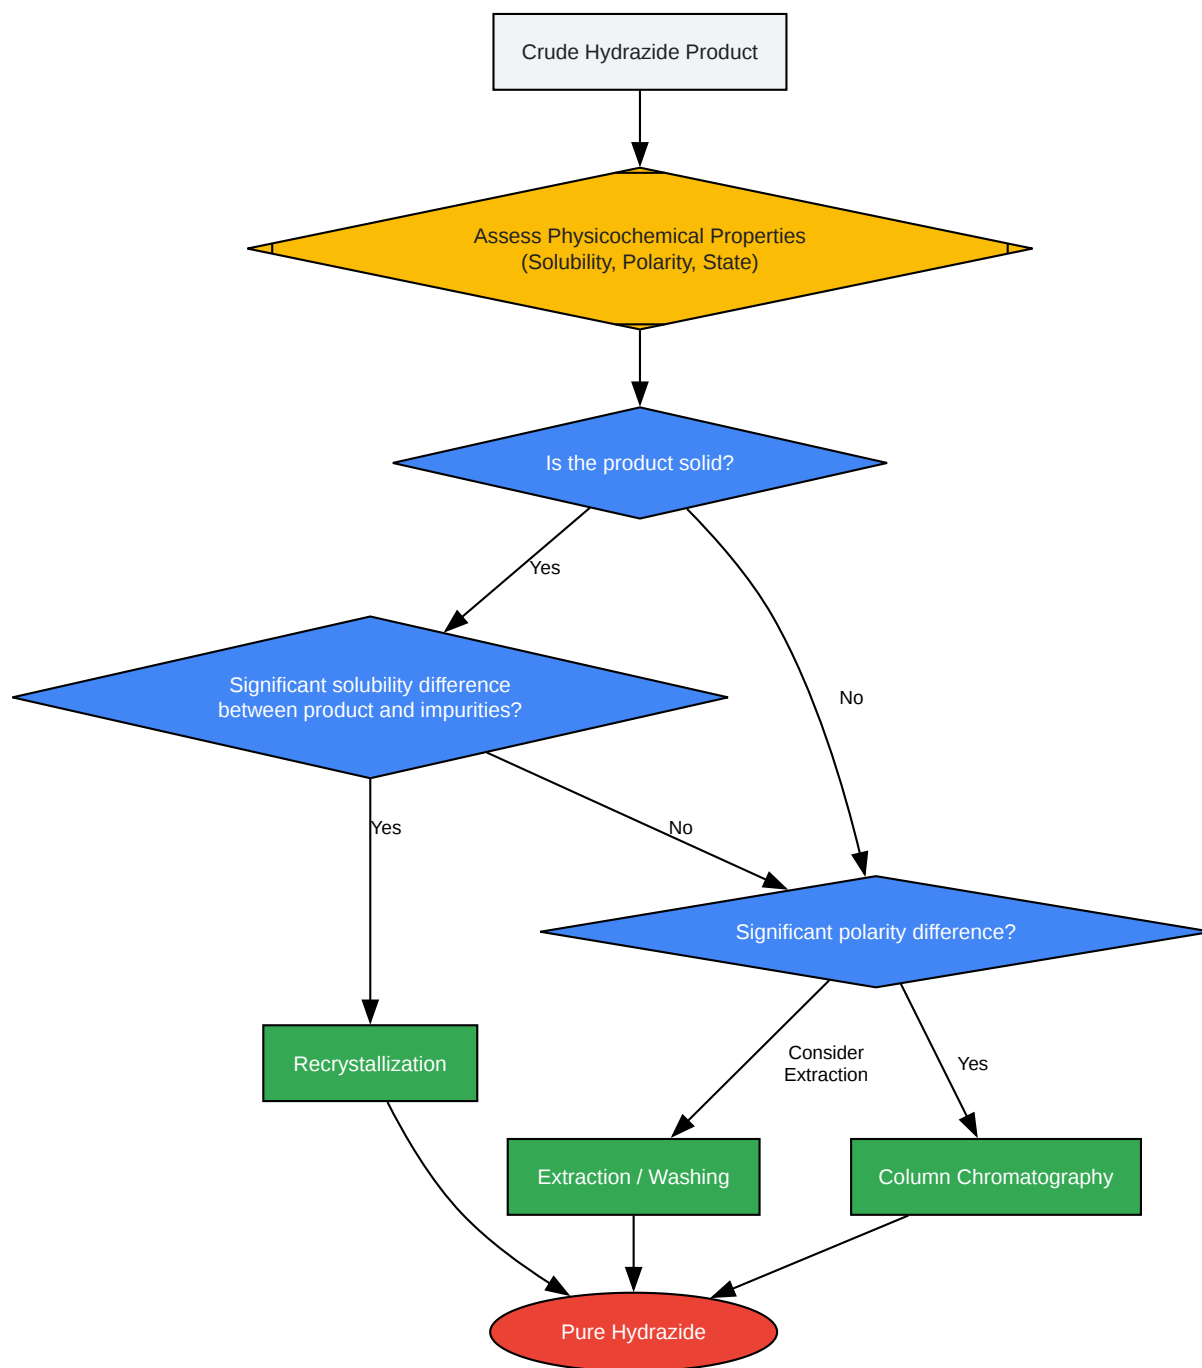 Crude Hydrazide Product
Assess Physicochemical Properties
(Solubility, Polarity, State)
Is the product solid?
Yes
Significant solubility difference
between product and impurities?
No
Yes
No
Significant polarity difference?
Consider
Extraction
Yes
Recrystallization
Extraction / Washing
Column Chromatography
Pure Hydrazide